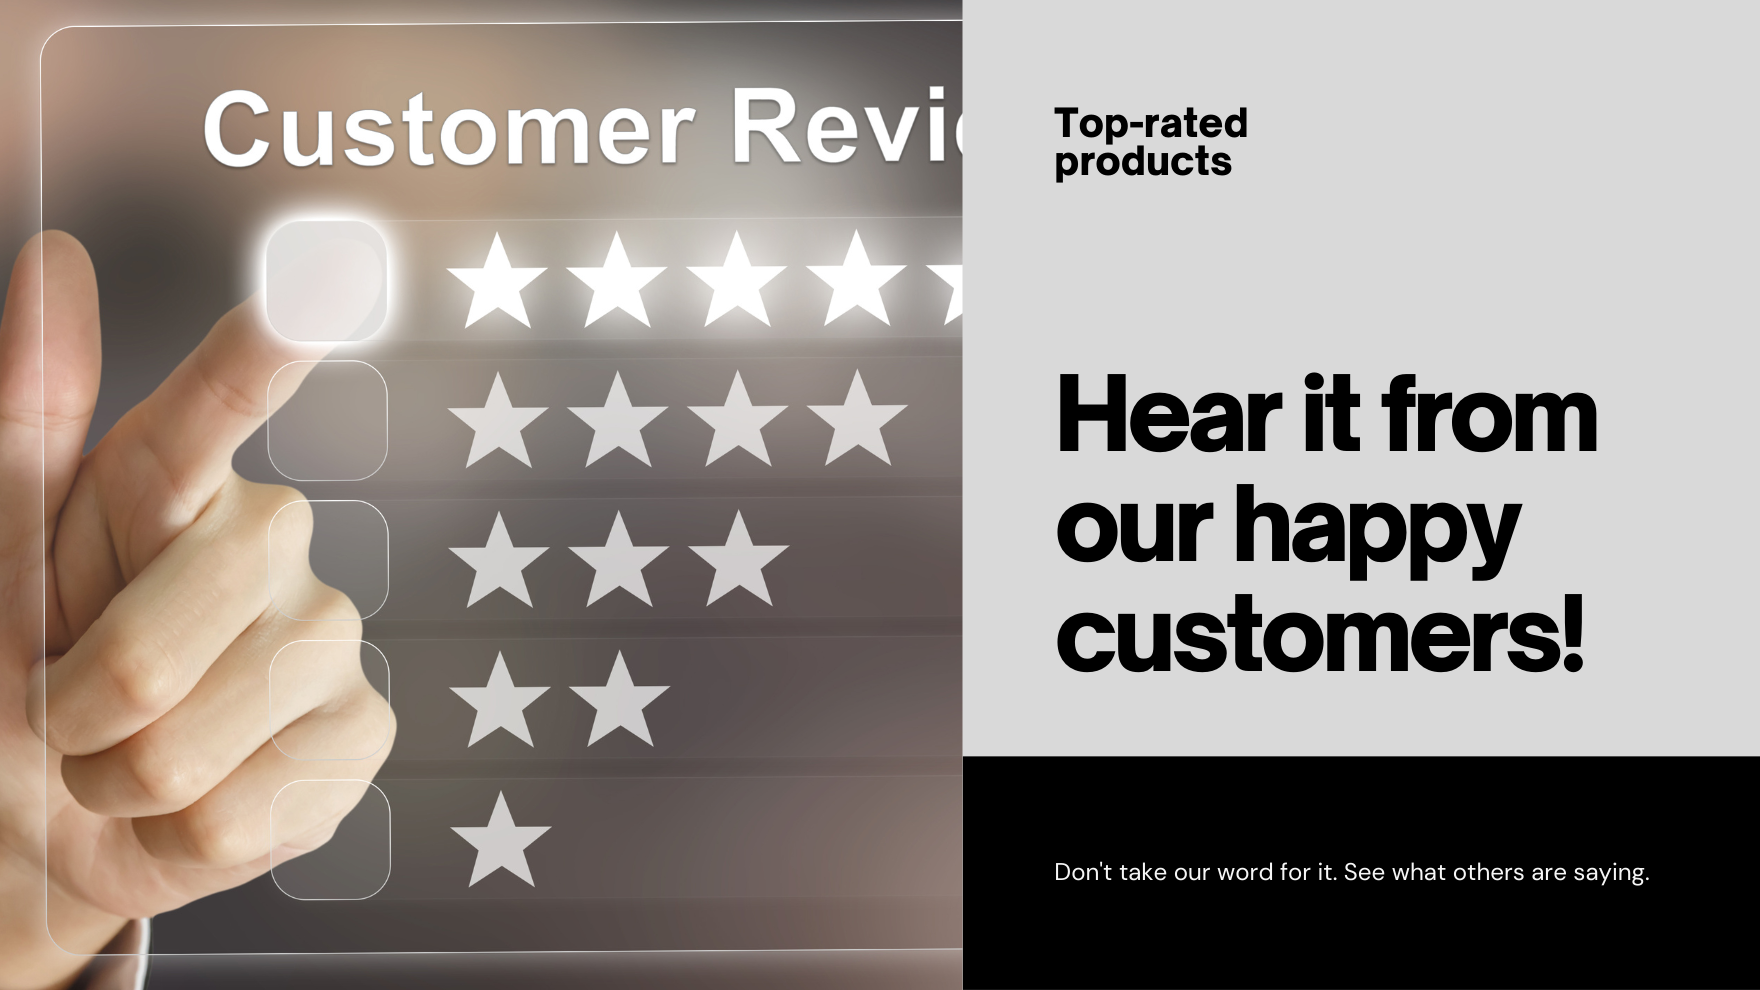 Customer Revi
Top-rated
products
Hear it from
our happy
customers!
Don't take our word for it. See what others are saying.